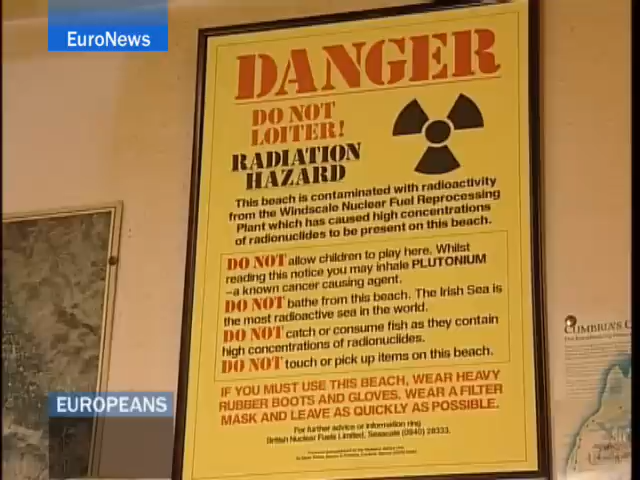 EuroNews
DANGER
DO NOT
LOITER!
RADIATION
HAZARD
This beach is contaminated with radioactivity
from the Windscale Nuclear Fuel Reprocessing
Plant which has caused high concentrations
of radionuclides to be present on this beach.
DO NOT allow children to play here. Whilst
reading this notice you may inhale PLUTONIUM
–a known cancer causing agent.
DO NOT bathe from this beach. The Irish Sea is
the most radioactive sea in the world.
DO NOT catch or consume fish as they contain
high concentrations of radionuclides.
DO NOT touch or pick up items on this beach.
IF YOU MUST USE THIS BEACH, WEAR HEAVY
RUBBER BOOTS AND GLOVES. WEAR A FILTER
MASK AND LEAVE AS QUICKLY AS POSSIBLE.
For further advice or information ring
British Nuclear Fuels Limited, Seascale (0940) 28333.
CUMBRIA'S
EUROPEANS